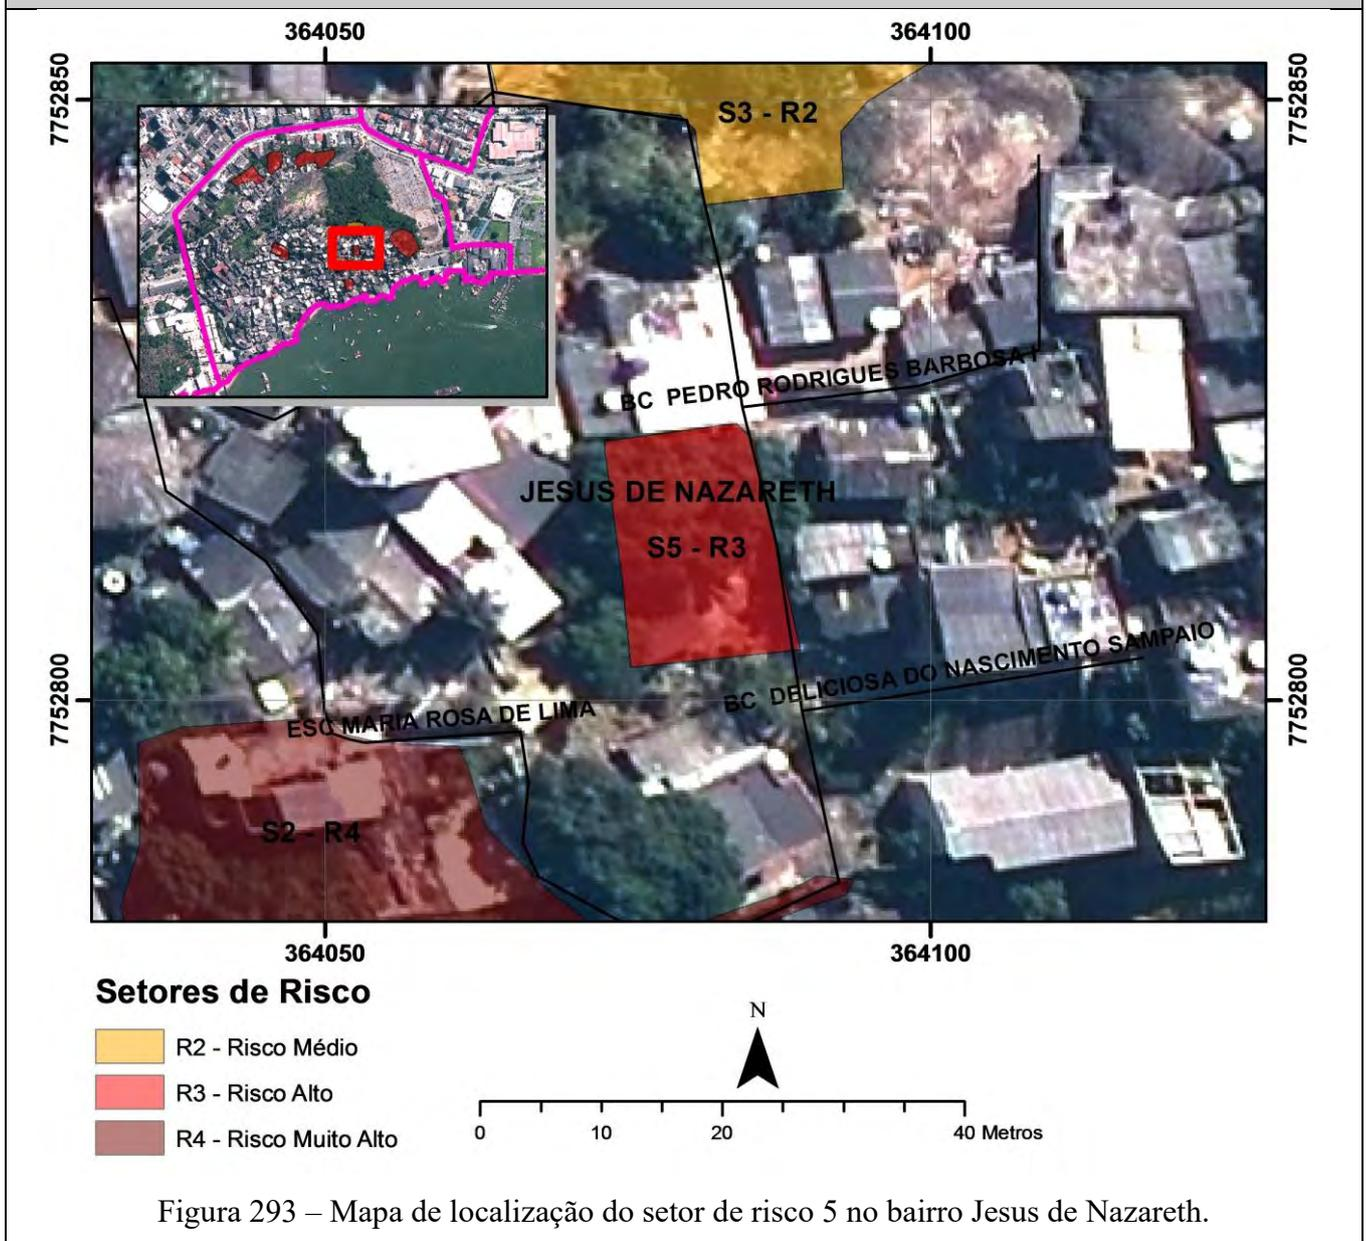 364050 364100
7752850 7752850
S3 - R2
BC PEDRO RODRIGUES BARBOSA I
JESUS DE NAZARETH
S5 - R3
BC DELICIOSA DO NASCIMENTO SAMPAIO
7752800 7752800
ESC MARIA ROSA DE LIMA
S2 - R4
364050 364100
Setores de Risco
R2 - Risco Médio
R3 - Risco Alto
R4 - Risco Muito Alto
N
0 10 20 40 Metros
Figura 293 – Mapa de localização do setor de risco 5 no bairro Jesus de Nazareth.